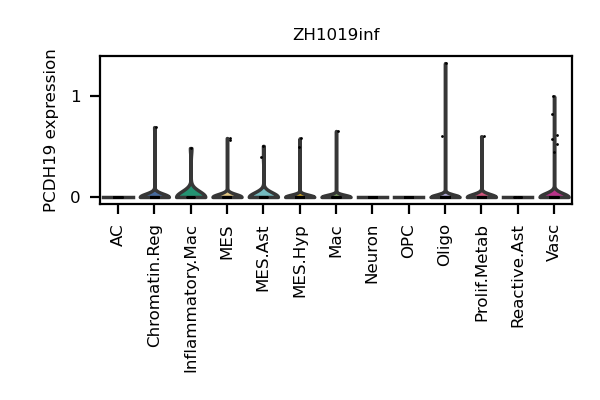 ZH1019inf
PCDH19 expression
1
0
AC
Chromatin.Reg
Inflammatory.Mac
MES
MES.Ast
MES.Hyp
Mac
Neuron
OPC
Oligo
Prolif.Metab
Reactive.Ast
Vasc